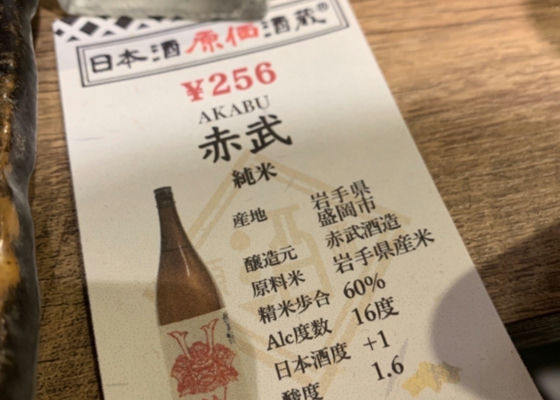 日本酒原価酒蔵®
¥256
AKABU
赤武
純米
産地 岩手県
盛岡市
醸造元 赤武酒造
原料米 岩手県産米
精米歩合 60%
Alc度数 16度
日本酒度 +1
酸度 1.6